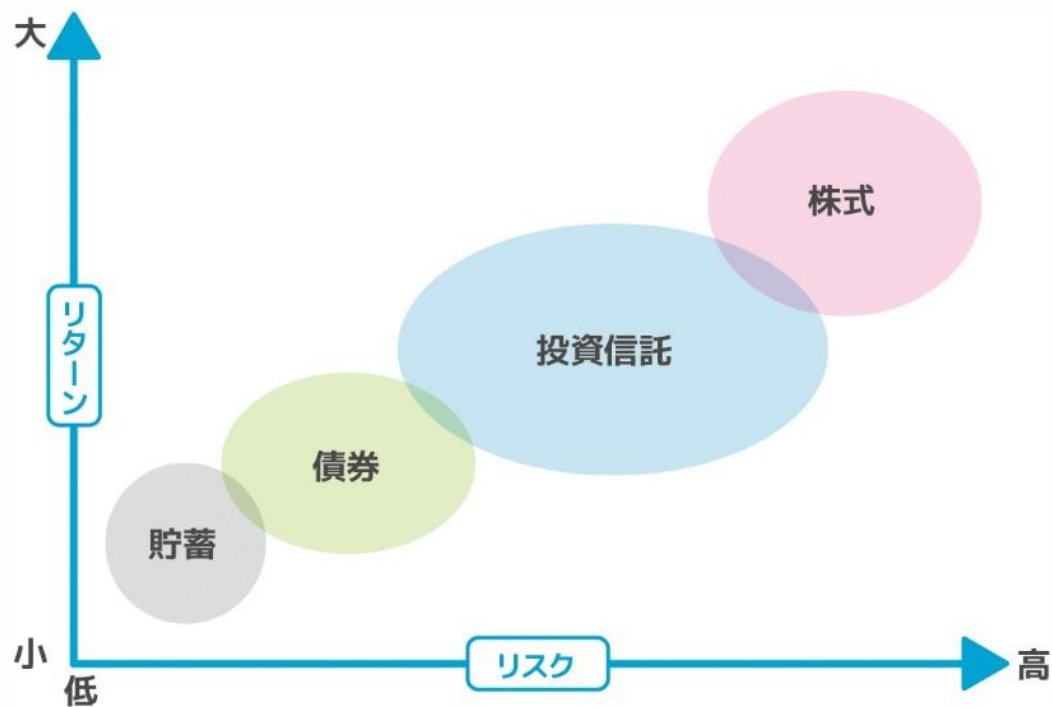 大
株式
リターン
投資信託
債券
貯蓄
小
リスク
高
低